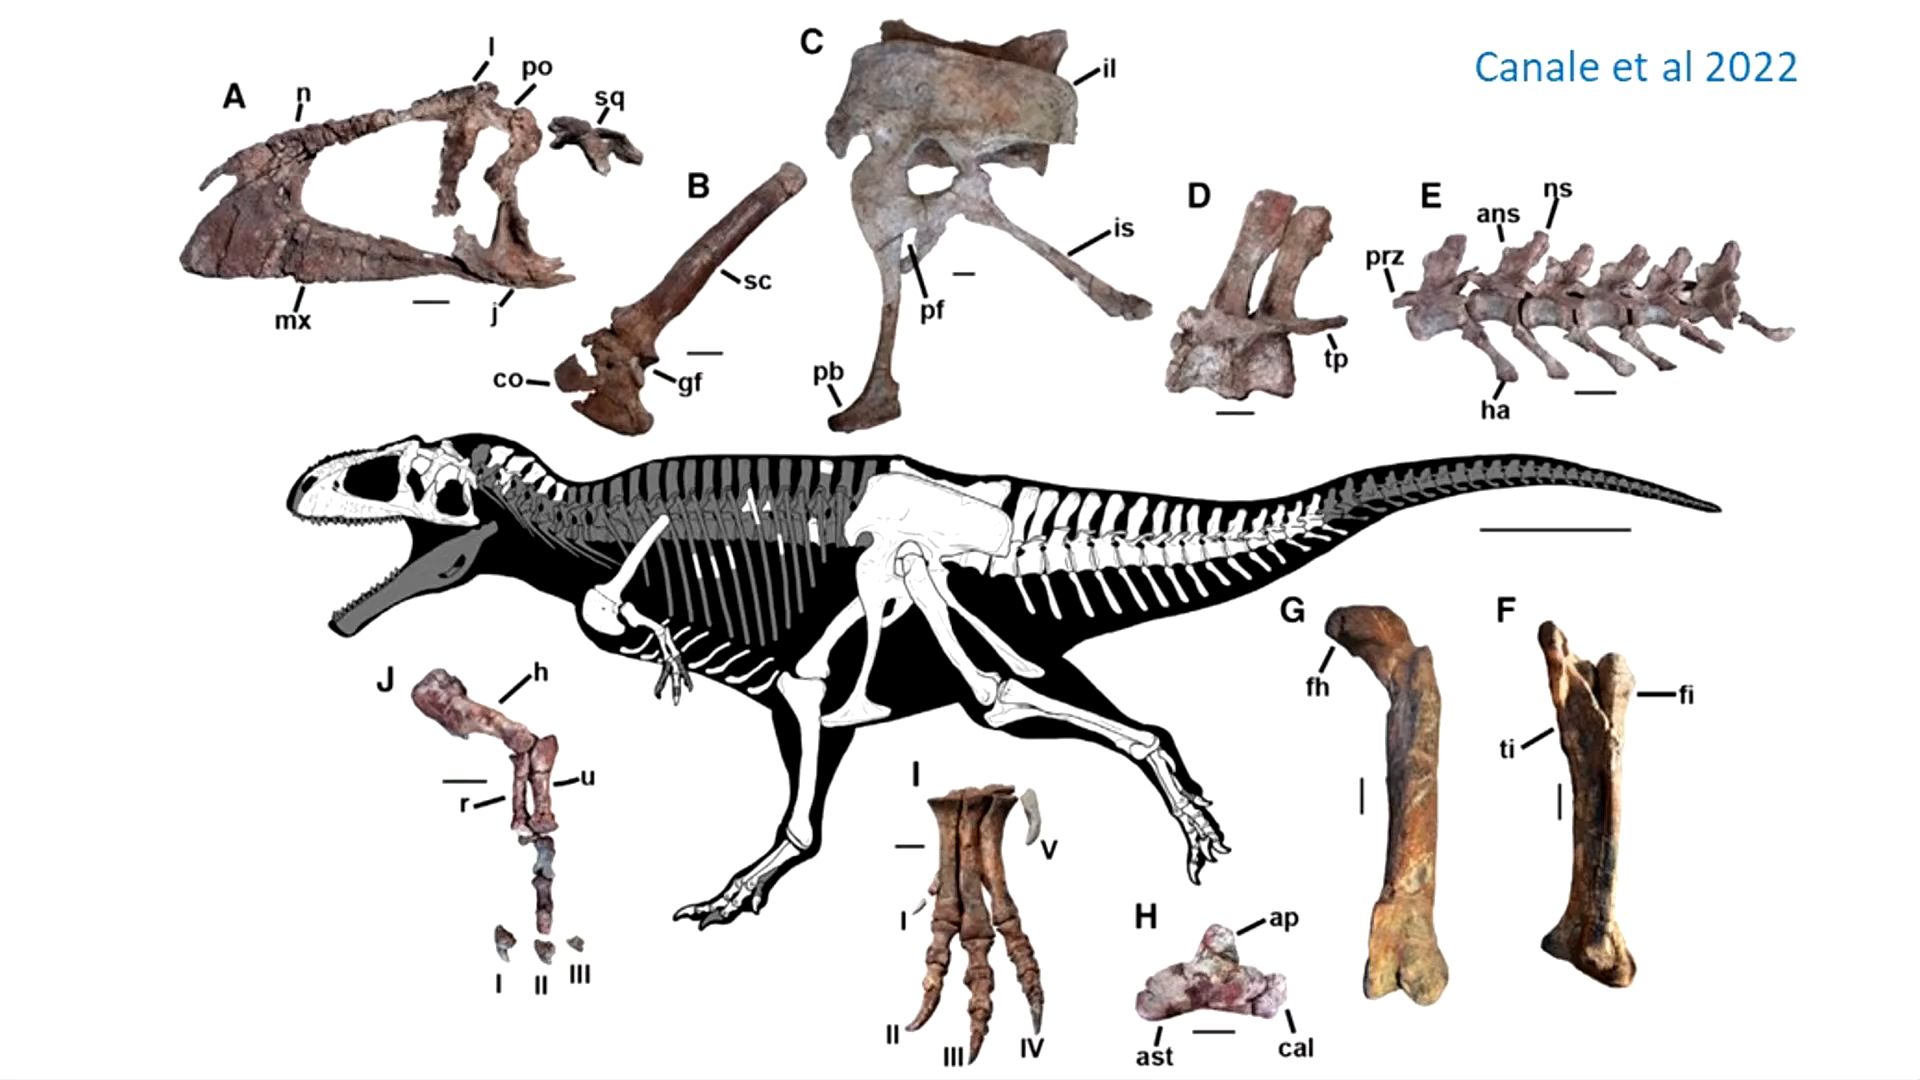 Canale et al 2022
A
n
l
po
sq
mx
j
B
sc
co
gf
C
il
is
pf
pb
D
tp
E
ns
ans
prz
ha
G
fh
F
fi
ti
J
h
u
r
I
II
III
I
V
I
II
III
IV
H
ap
ast
cal